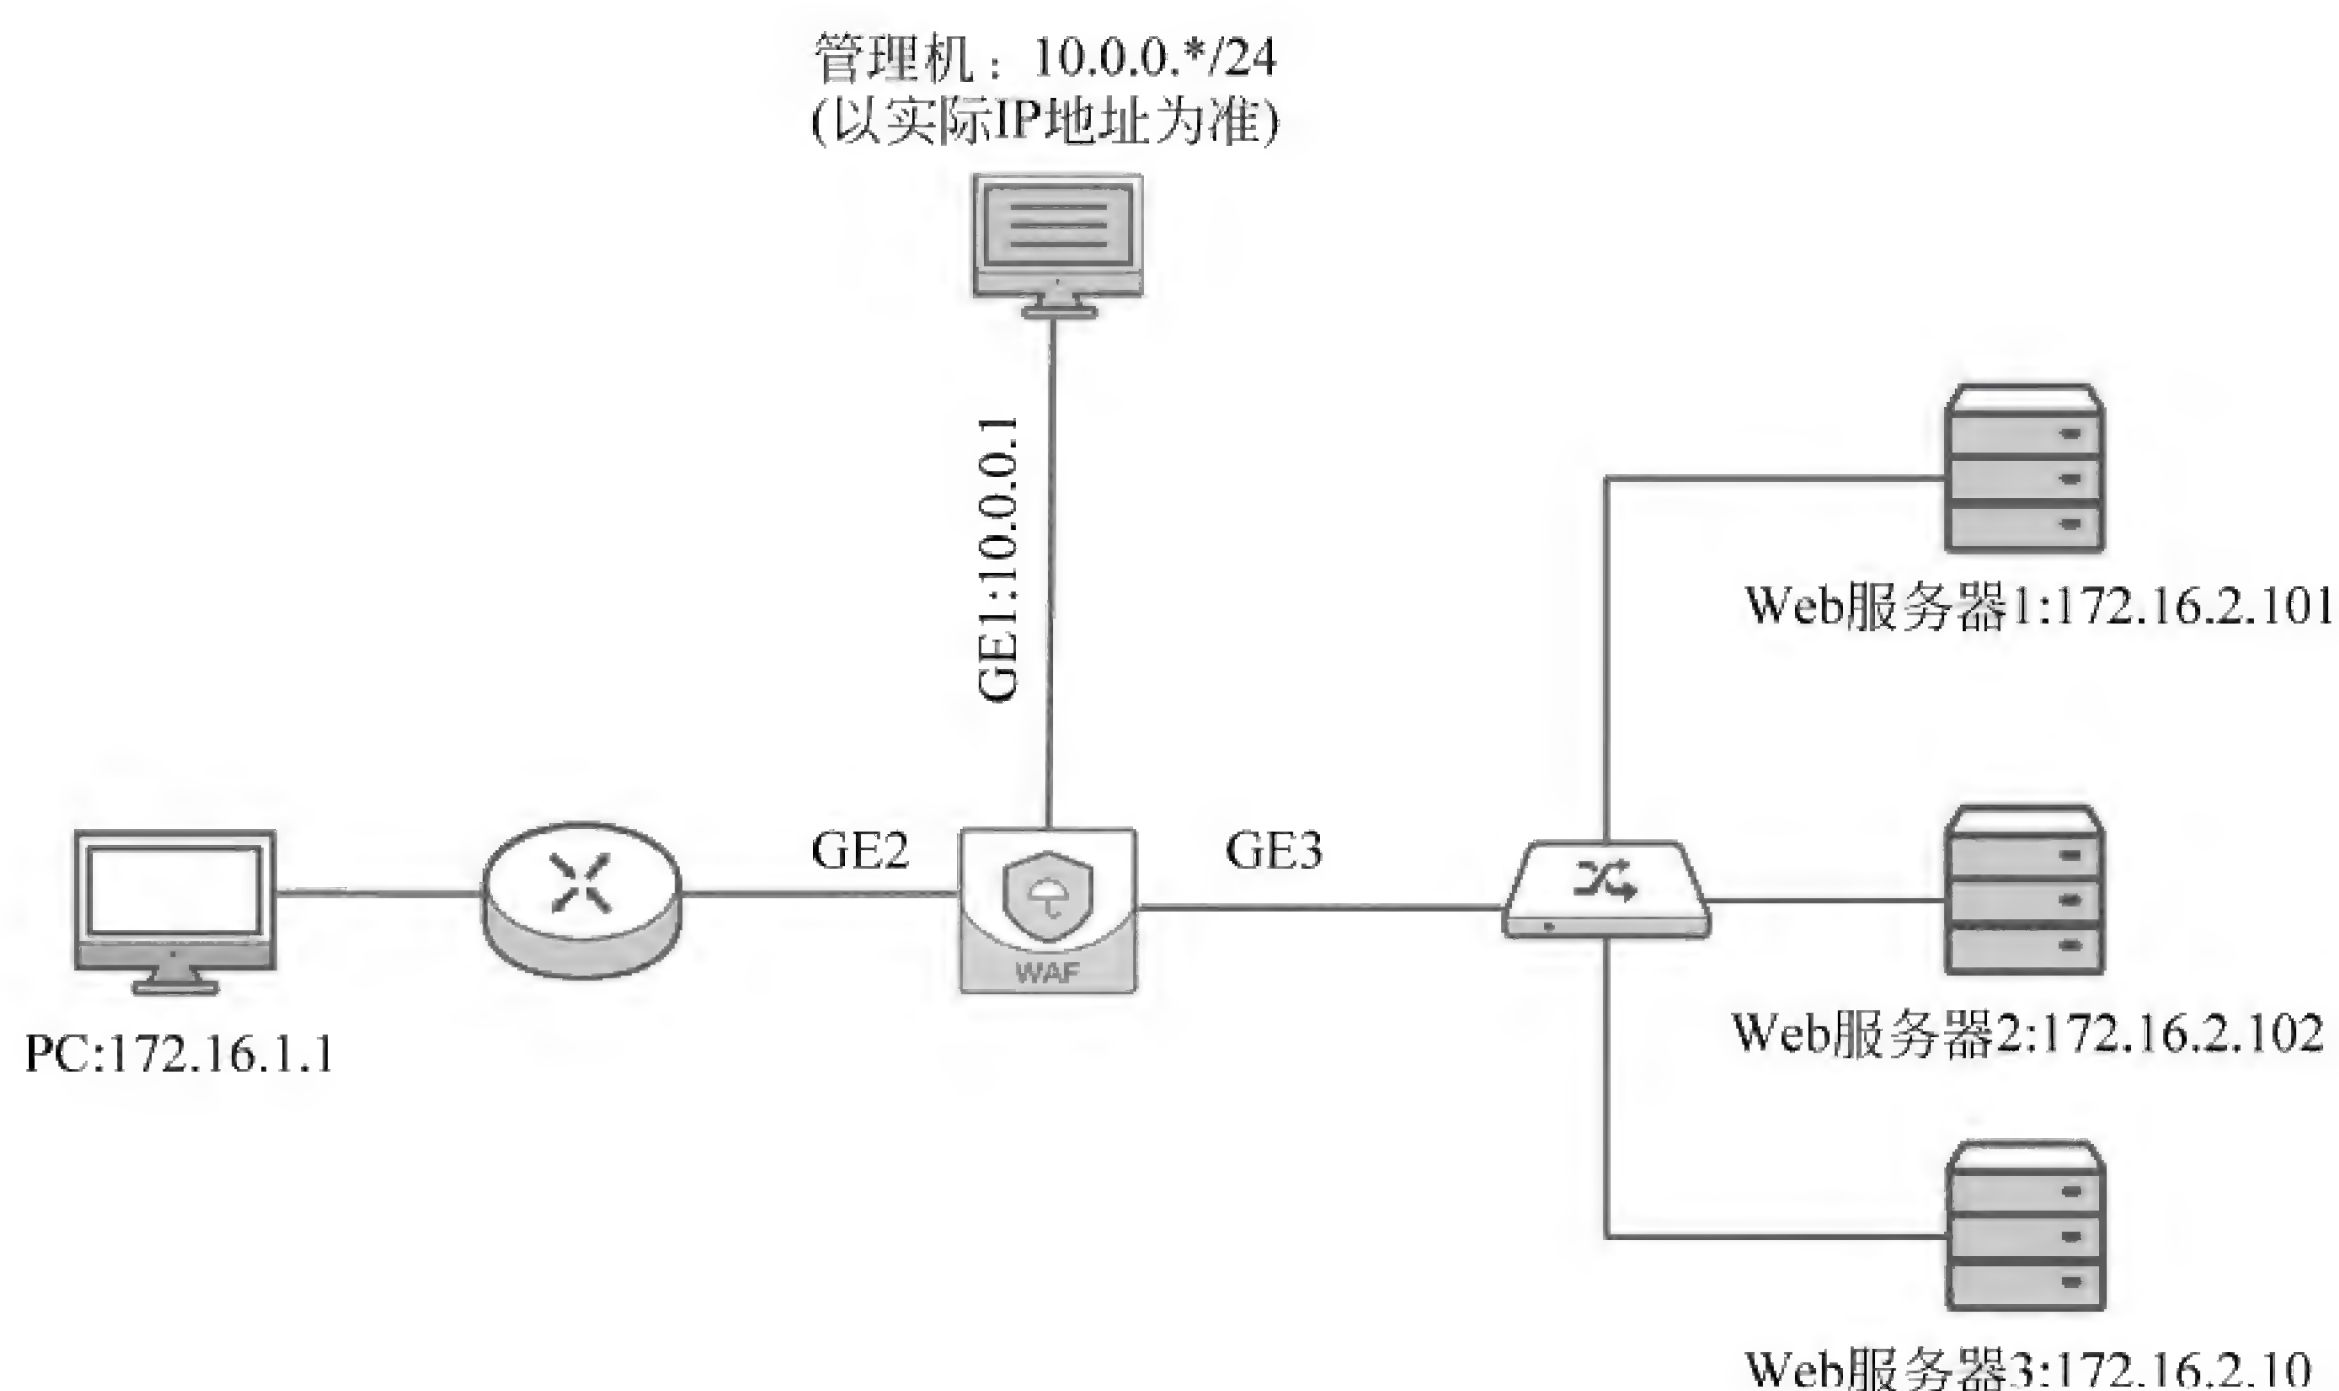 管理机：10.0.0.*/24
(以实际IP地址为准)
GE1:10.0.0.1
Web服务器1:172.16.2.101
GE2
GE3
WAF
PC:172.16.1.1
Web服务器2:172.16.2.102
Web服务器3:172.16.2.10